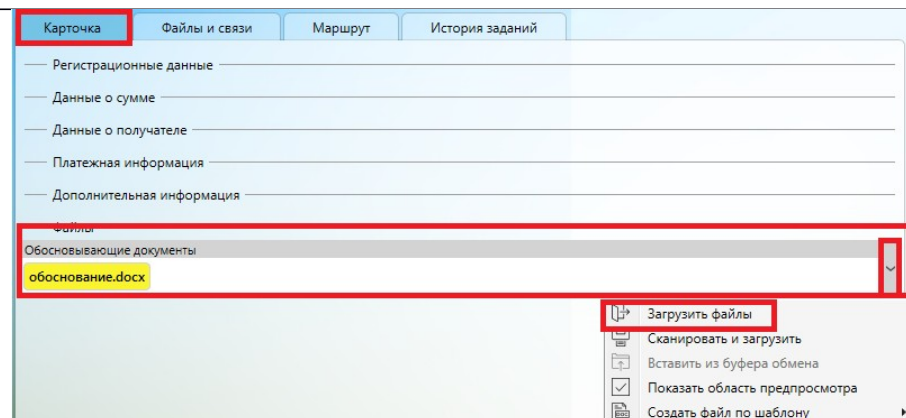 Карточка Файлы и связи Маршрут История заданий
Регистрационные данные
Данные о сумме
Данные о получателе
Платежная информация
Дополнительная информация
Файлы
Обосновывающие документы
обоснование.docx
Загрузить файлы
Сканировать и загрузить
Вставить из буфера обмена
Показать область предпросмотра
Создать файл по шаблону